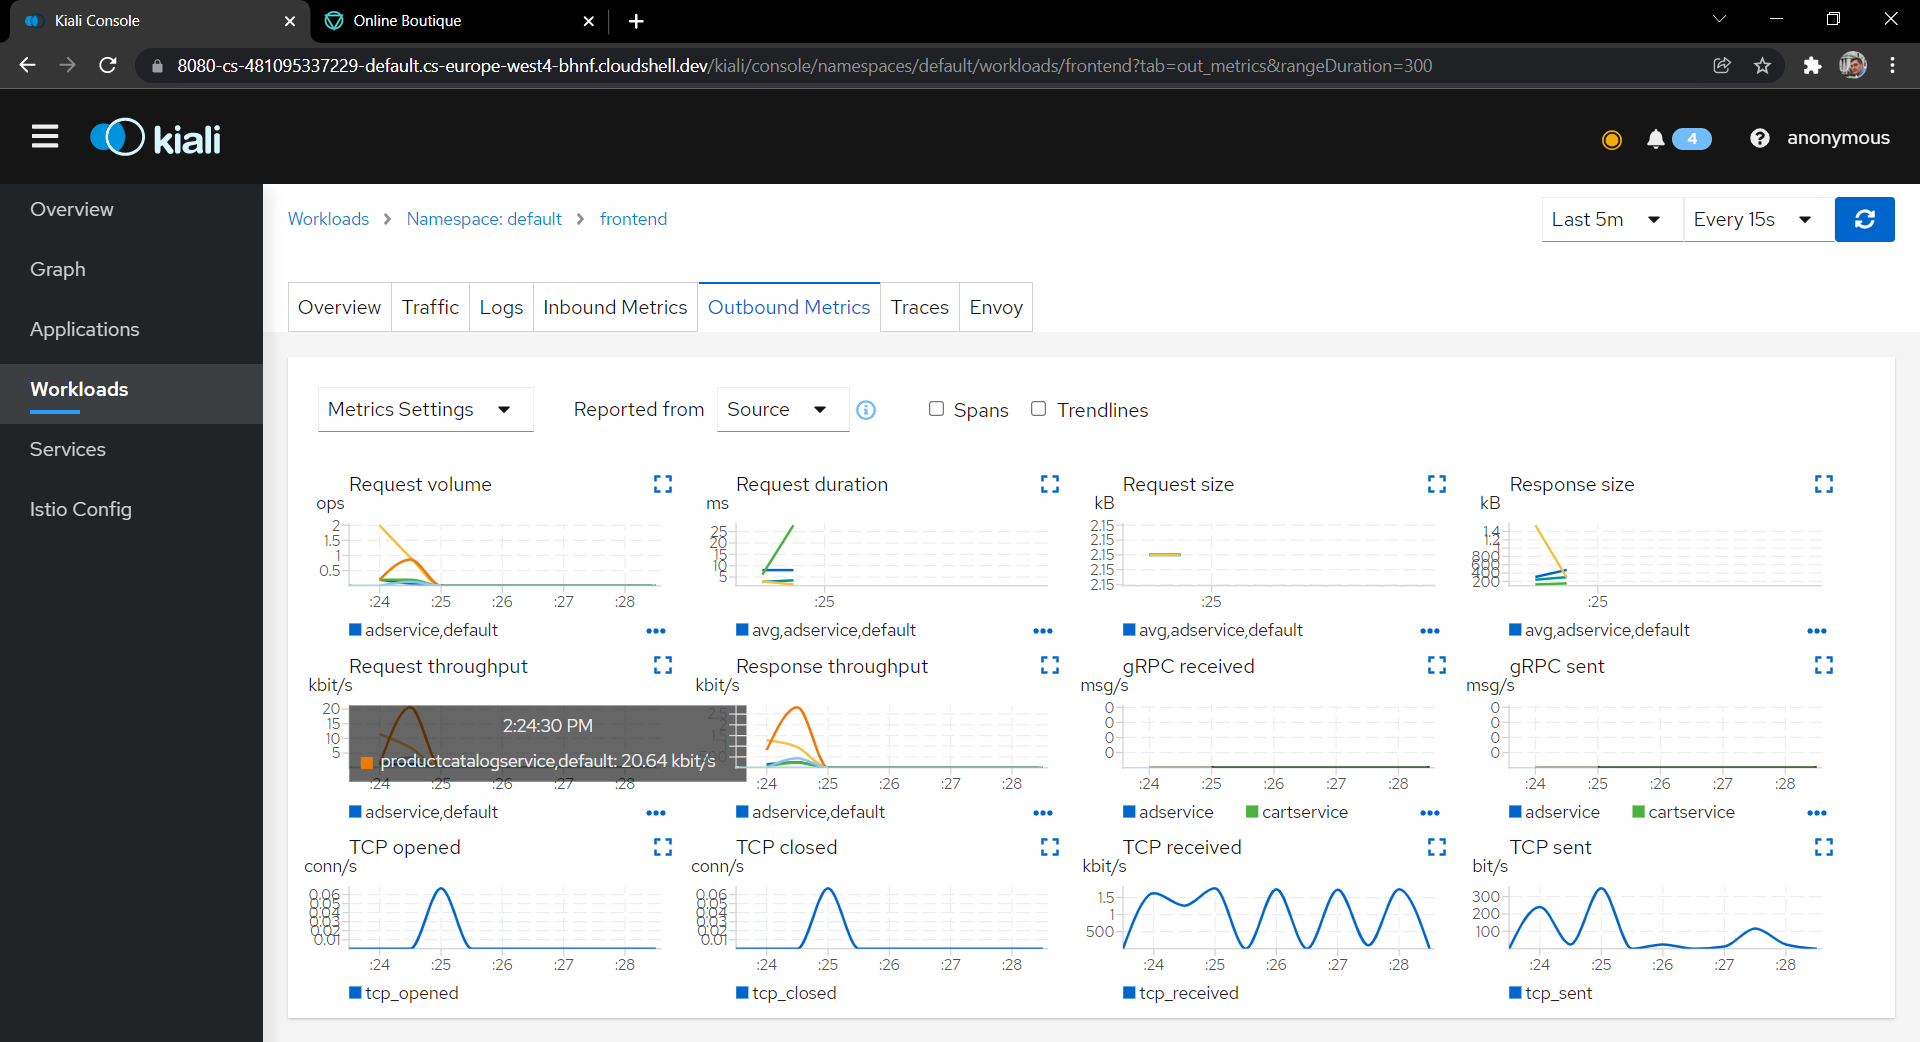 Kiali Console
Online Boutique
8080-cs-481095337229-default.cs-europe-west4-bhnf.cloudshell.dev/kiali/console/namespaces/default/workloads/frontend?tab=out_metrics&rangeDuration=300
kiali
4
anonymous
Overview
Graph
Applications
Workloads
Services
Istio Config
Workloads > Namespace: default > frontend
Last 5m
Every 15s
Overview Traffic Logs Inbound Metrics Outbound Metrics Traces Envoy
Metrics Settings
Reported from
Source
Spans
Trendlines
Request volume
ops
2
1.5
1
0.5
:24 :25 :26 :27 :28
adservice,default
Request duration
ms
25
20
15
10
5
:25
avg,adservice,default
Request size
kB
2.15
2.15
2.15
2.15
2.15
:25
avg,adservice,default
Response size
kB
1.4
1.2
800
600
400
200
:25
avg,adservice,default
Request throughput
kbit/s
20
15
10
5
2:24:30 PM
productcatalogservice,default: 20.64 kbit/s
:24 :25 :26 :27 :28
adservice,default
Response throughput
kbit/s
:24 :25 :26 :27 :28
adservice,default
gRPC received
msg/s
0
0
0
0
:24 :25 :26 :27 :28
adservice cartservice
gRPC sent
msg/s
0
0
0
0
:24 :25 :26 :27 :28
adservice cartservice
TCP opened
conn/s
0.06
0.05
0.04
0.03
0.02
0.01
:24 :25 :26 :27 :28
tcp_opened
TCP closed
conn/s
0.06
0.05
0.04
0.03
0.02
0.01
:24 :25 :26 :27 :28
tcp_closed
TCP received
kbit/s
1.5
1
500
:24 :25 :26 :27 :28
tcp_received
TCP sent
bit/s
300
200
100
:24 :25 :26 :27 :28
tcp_sent